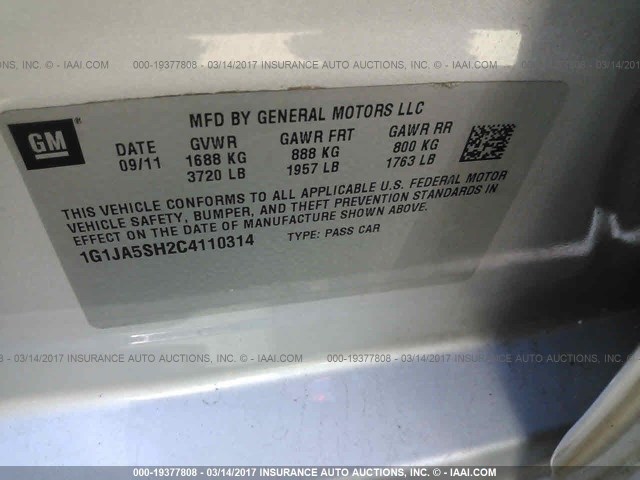 000-19377808 - 03/14/2017 INSURANCE AUTO AUCTIONS, INC. - © IAAI.COM
GM
®
MFD BY GENERAL MOTORS LLC
DATE GVWR GAWR FRT GAWR RR
09/11 1688 KG 888 KG 800 KG
3720 LB 1957 LB 1763 LB
THIS VEHICLE CONFORMS TO ALL APPLICABLE U.S. FEDERAL MOTOR
VEHICLE SAFETY, BUMPER, AND THEFT PREVENTION STANDARDS IN
EFFECT ON THE DATE OF MANUFACTURE SHOWN ABOVE.
1G1JA5SH2C4110314 TYPE: PASS CAR
000-19377808 - 03/14/2017 INSURANCE AUTO AUCTIONS, INC. - © IAAI.COM
000-19377808 - 03/14/2017 INSURANCE AUTO AUCTIONS, INC. - © IAAI.COM